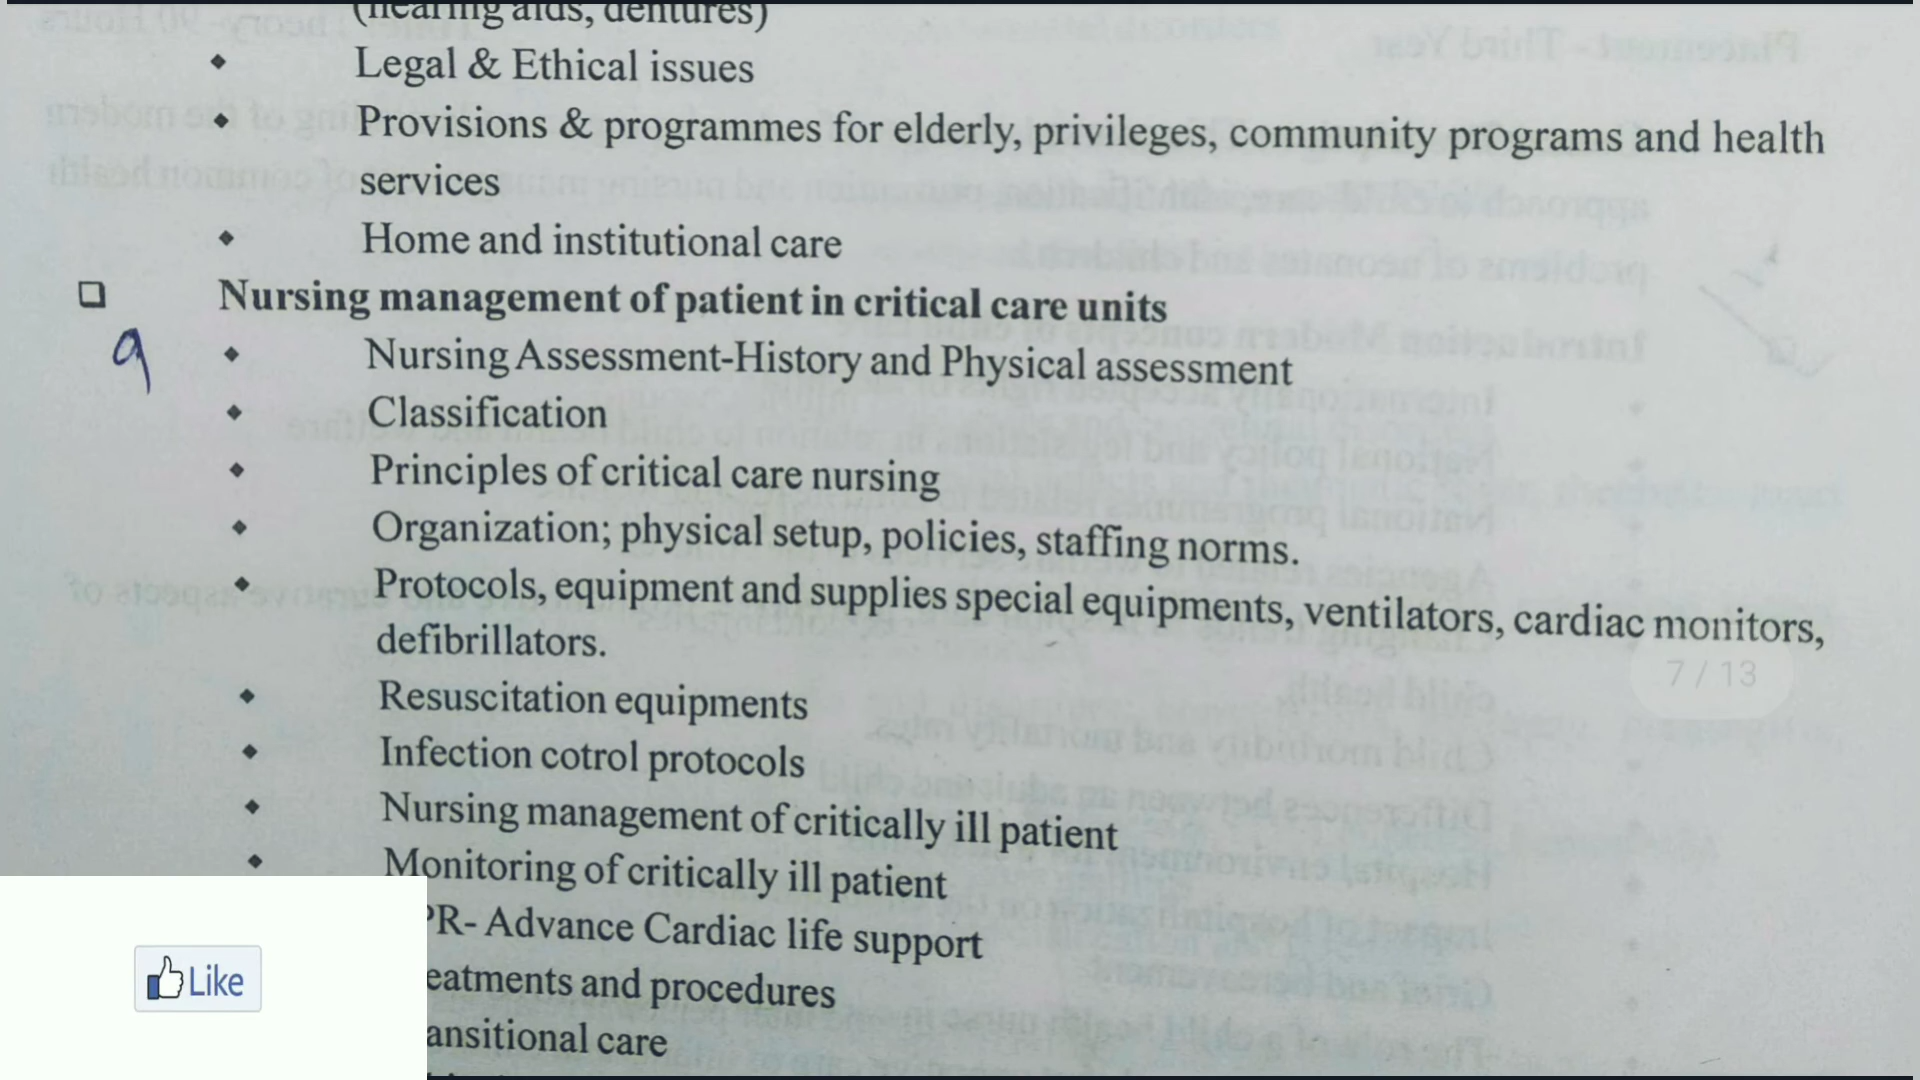 (hearing aids, dentures)
◆ Legal & Ethical issues
◆ Provisions & programmes for elderly, privileges, community programs and health
services
◆ Home and institutional care
❑ Nursing management of patient in critical care units
9
◆ Nursing Assessment-History and Physical assessment
◆ Classification
◆ Principles of critical care nursing
◆ Organization; physical setup, policies, staffing norms.
◆ Protocols, equipment and supplies special equipments, ventilators, cardiac monitors,
defibrillators.
7 / 13
◆ Resuscitation equipments
◆ Infection cotrol protocols
◆ Nursing management of critically ill patient
◆ Monitoring of critically ill patient
PR- Advance Cardiac life support
eatments and procedures
ansitional care
Like